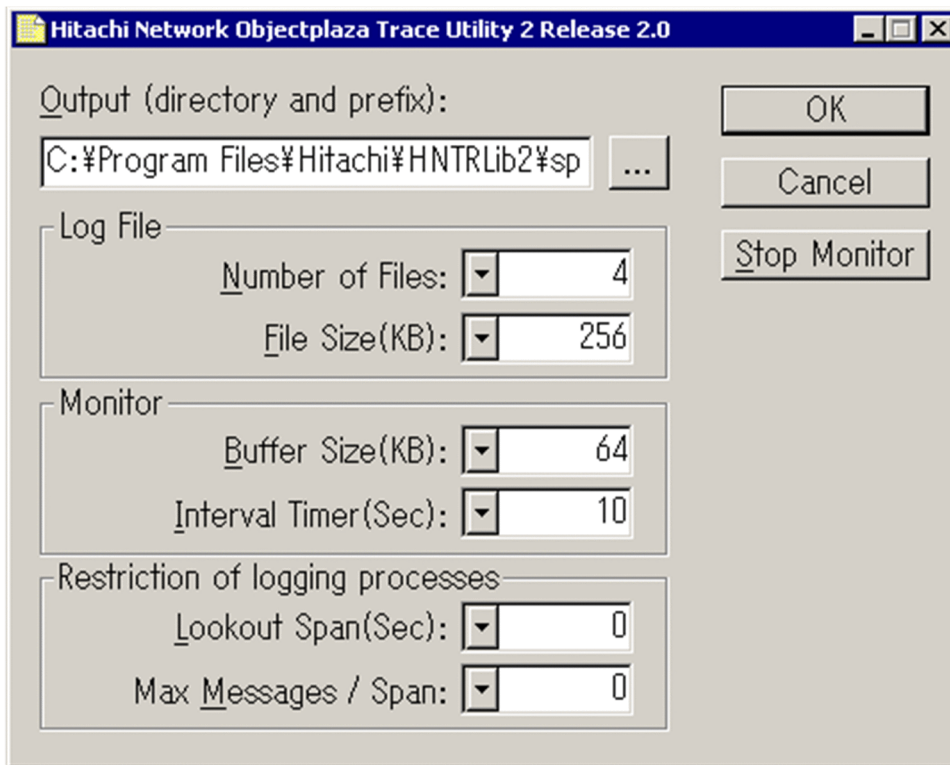 Hitachi Network Objectplaza Trace Utility 2 Release 2.0
Output (directory and prefix):
C:¥Program Files¥Hitachi¥HNTRLib2¥sp
...
OK
Cancel
Stop Monitor
Log File
Number of Files: 4
File Size(KB): 256
Monitor
Buffer Size(KB): 64
Interval Timer(Sec): 10
Restriction of logging processes
Lookout Span(Sec): 0
Max Messages / Span: 0